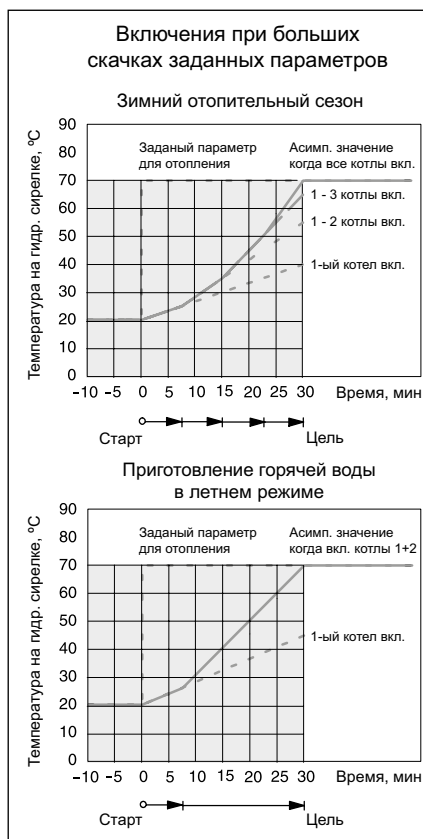 Включения при больших
скачках заданных параметров
Зимний отопительный сезон
Температура на гидр. сирелке, °C
90
80
70
60
50
40
30
20
10
0
Заданый параметр
для отопления
Асимп. значение
когда все котлы вкл.
1 - 3 котлы вкл.
1 - 2 котлы вкл.
1-ый котел вкл.
-10 -5 0 5 10 15 20 25 30 Время, мин
Старт Цель
Приготовление горячей воды
в летнем режиме
Температура на гидр. сирелке, °C
90
80
70
60
50
40
30
20
10
0
Заданый параметр
для отопления
Асимп. значение
когда вкл. котлы 1+2
1-ый котел вкл.
-10 -5 0 5 10 15 20 25 30 Время, мин
Старт Цель